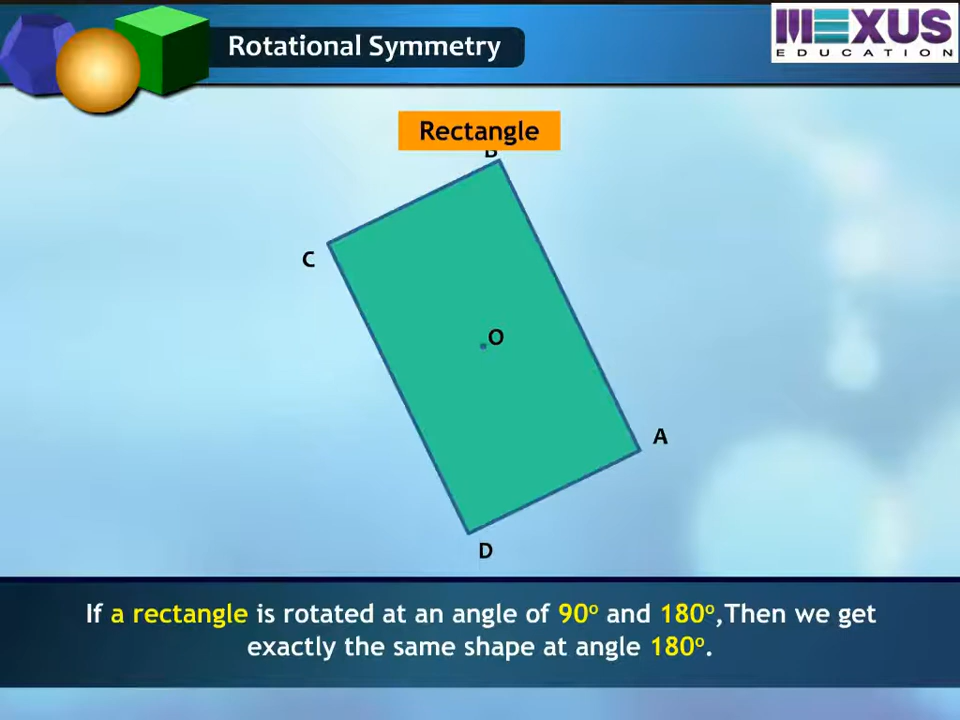 Rotational Symmetry
MEXUS
EDUCATION
Rectangle
B
C
O
A
D
If a rectangle is rotated at an angle of 90º and 180º,Then we get
exactly the same shape at angle 180º.